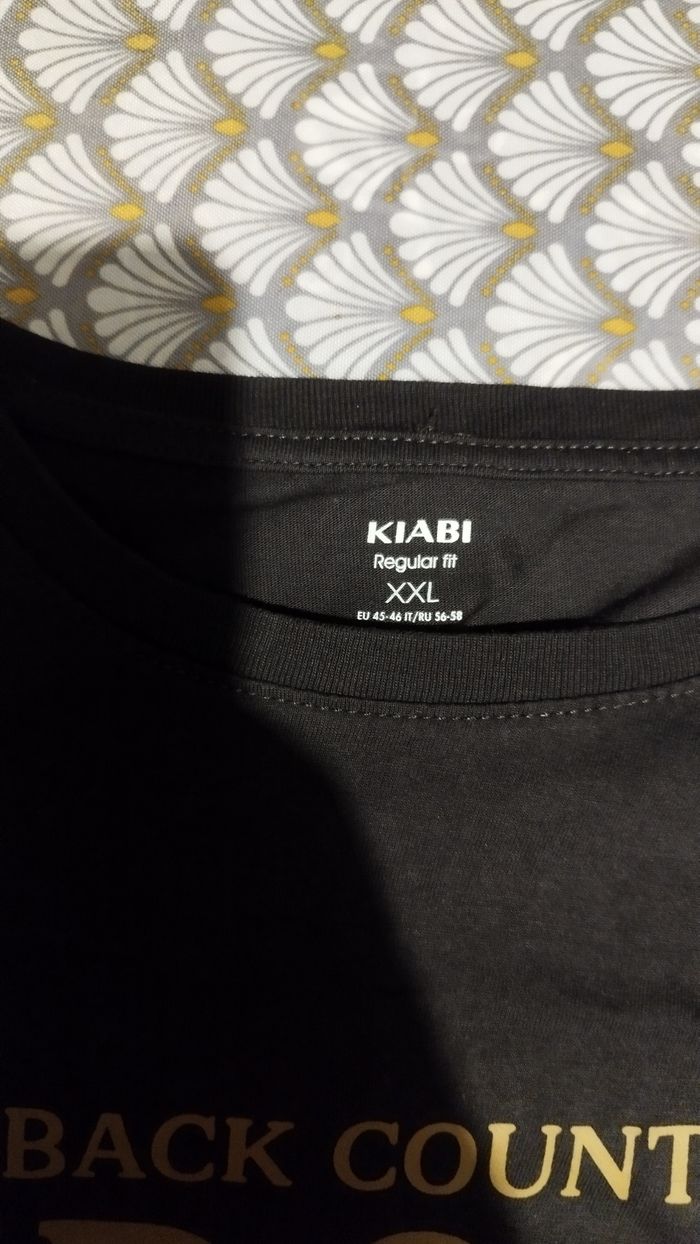 KIABI
Regular fit
XXL
EU 45-46 IT/RU 56-58
BACK COUNT